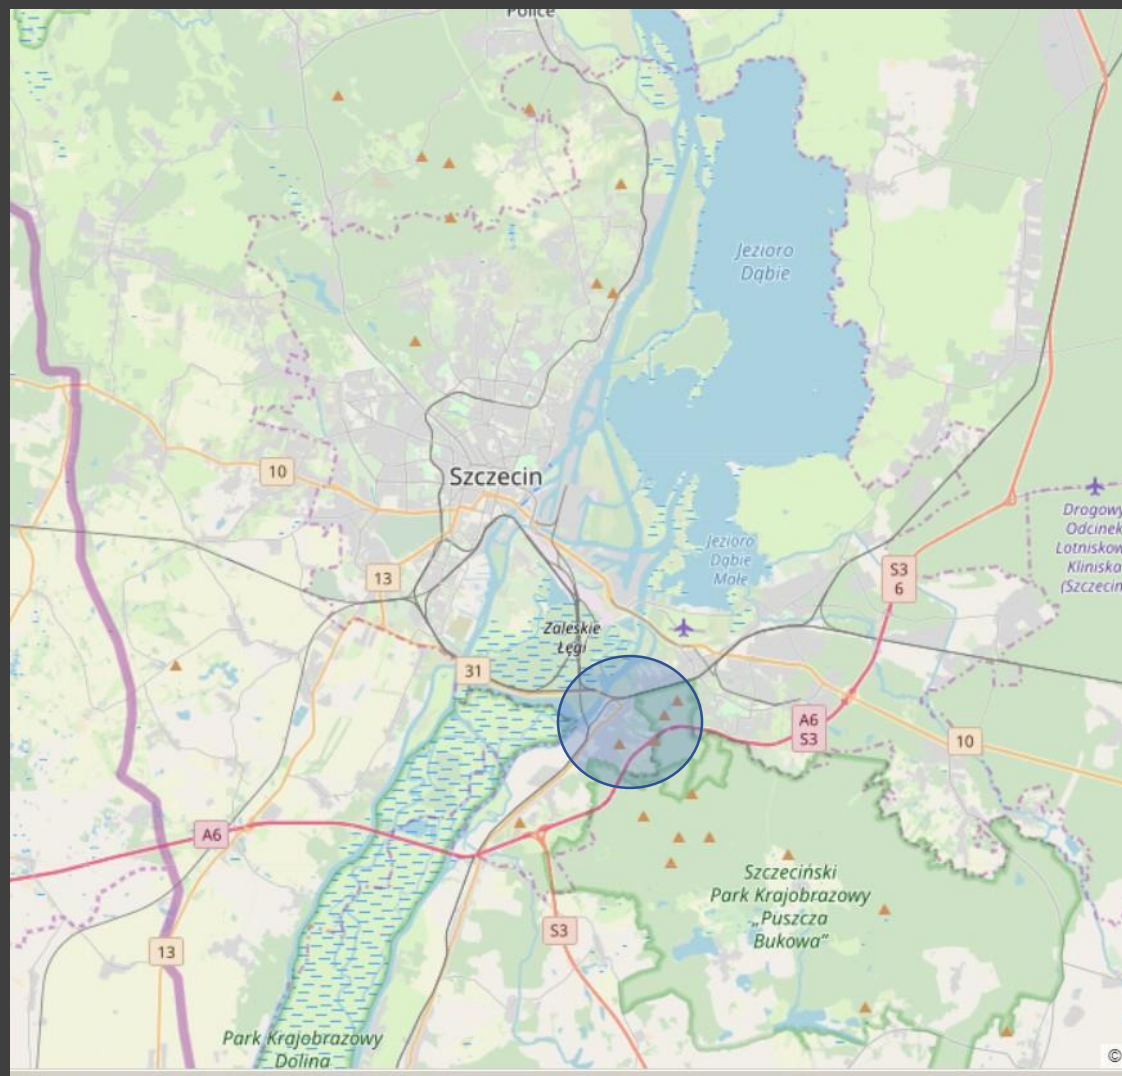 Police
Jezioro
Dąbie
10
Szczecin
Drogowy
Odcinek
Lotniskow
Kliniska
(Szczecin
Jezioro
Dąbie
Małe
S3
6
13
Zaleskie
Łęgi
31
A6
S3
10
A6
Szczeciński
Park Krajobrazowy
„Puszcza
Bukowa”
S3
13
Park Krajobrazowy
Dolina
©